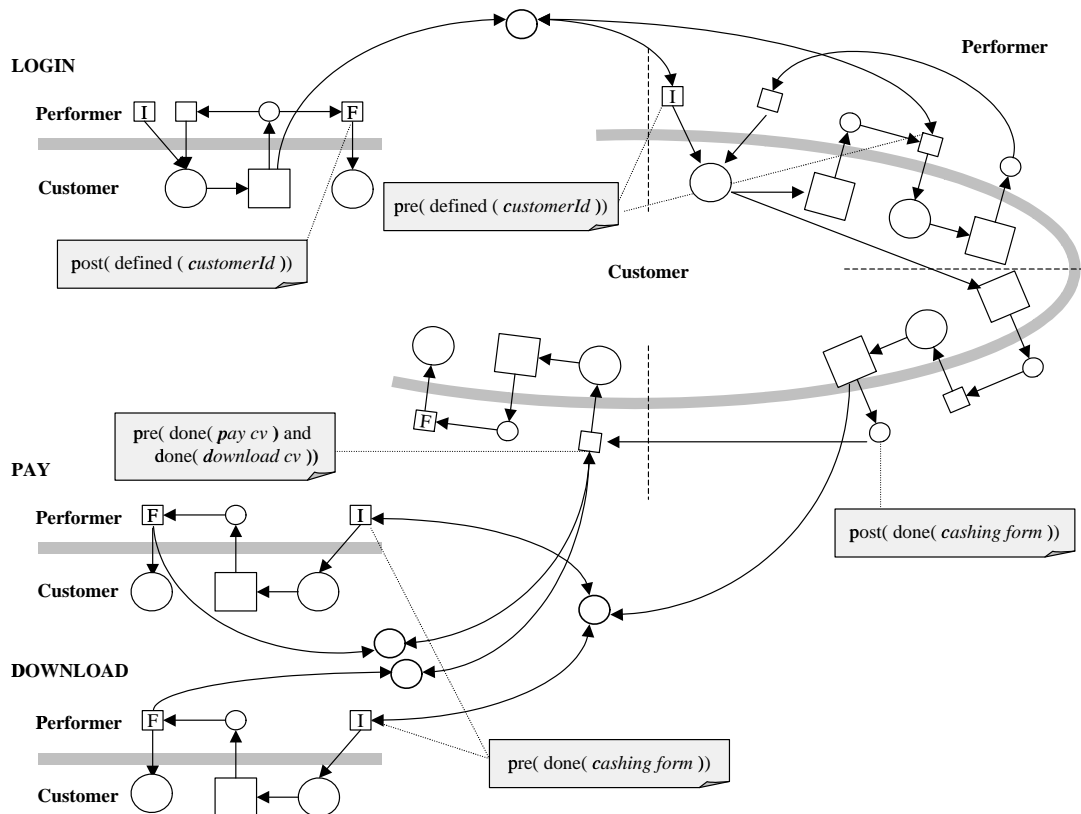 Performer
LOGIN
Performer I F
I
Customer
pre( defined ( customerId ))
post( defined ( customerId ))
Customer
F
pre( done( pay cv ) and
done( download cv ))
PAY
Performer F I
post( done( cashing form ))
Customer
DOWNLOAD
Performer F I
pre( done( cashing form ))
Customer